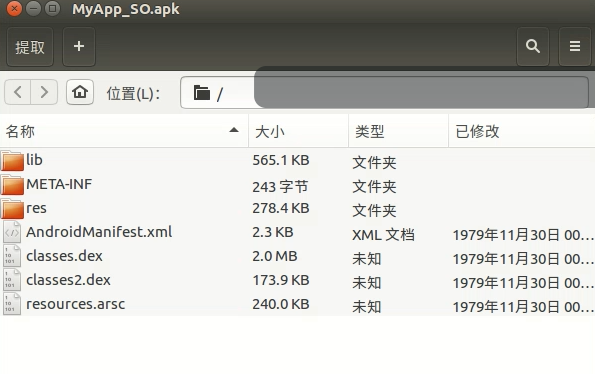 MyApp_SO.apk
提取 +
位置(L)： /
名称 大小 类型 已修改
lib 565.1 KB 文件夹
META-INF 243 字节 文件夹
res 278.4 KB 文件夹
AndroidManifest.xml 2.3 KB XML 文档 1979年11月30日 00...
classes.dex 2.0 MB 未知 1979年11月30日 00...
classes2.dex 173.9 KB 未知 1979年11月30日 00...
resources.arsc 240.0 KB 未知 1979年11月30日 00...